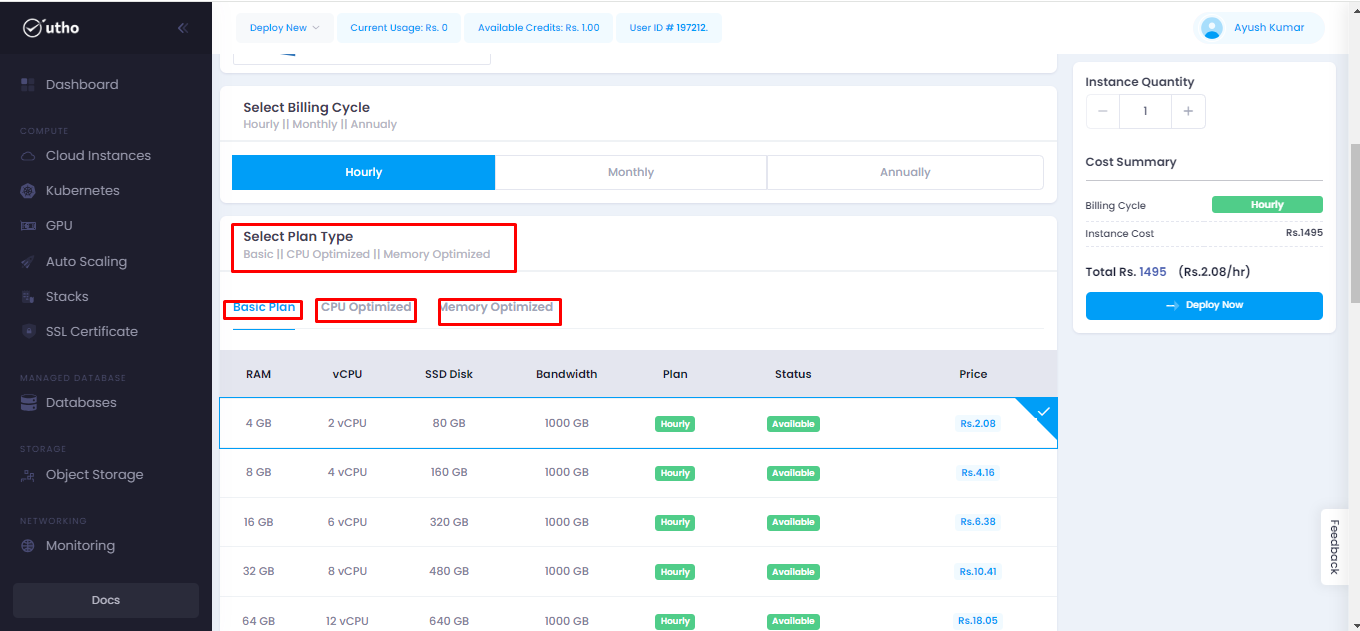 utho
Deploy New
Current Usage: Rs. 0
Available Credits: Rs. 1.00
User ID # 197212.
Ayush Kumar
Dashboard
COMPUTE
Cloud Instances
Kubernetes
GPU
Auto Scaling
Stacks
SSL Certificate
MANAGED DATABASE
Databases
STORAGE
Object Storage
NETWORKING
Monitoring
Docs
Select Billing Cycle
Hourly || Monthly || Annualy
Hourly
Monthly
Annually
Select Plan Type
Basic || CPU Optimized || Memory Optimized
Basic Plan
CPU Optimized
Memory Optimized
RAM vCPU SSD Disk Bandwidth Plan Status Price
4 GB 2 vCPU 80 GB 1000 GB Hourly Available Rs.2.08
8 GB 4 vCPU 160 GB 1000 GB Hourly Available Rs.4.16
16 GB 6 vCPU 320 GB 1000 GB Hourly Available Rs.6.38
32 GB 8 vCPU 480 GB 1000 GB Hourly Available Rs.10.41
64 GB 12 vCPU 640 GB 1000 GB Hourly Available Rs.18.05
Instance Quantity
− 1 +
Cost Summary
Billing Cycle Hourly
Instance Cost Rs.1495
Total Rs. 1495 (Rs.2.08/hr)
Deploy Now
Feedback